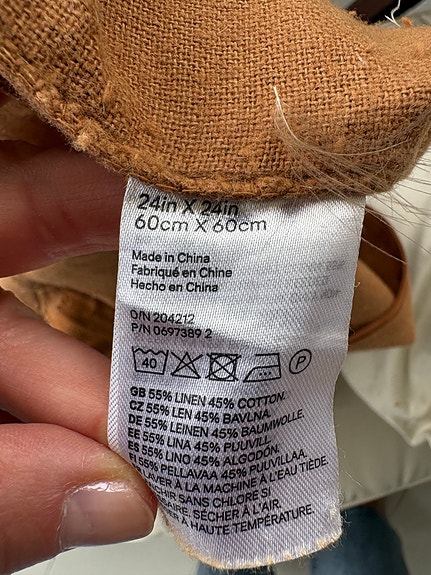 24in X 24in
60cm X 60cm
Made in China
Fabriqué en Chine
Hecho en China
O/N 204212
P/N 0697389 2
40 P
GB 55% LINEN 45% COTTON.
CZ 55% LEN 45% BAVLNA.
DE 55% LEINEN 45% BAUMWOLLE.
EE 55% LINA 45% PUUVILL.
ES 55% LINO 45% ALGODÓN.
FI 55% PELLAVAA 45% PUUVILLAA.
LAVER À LA MACHINE À L'EAU TIÈDE.
SANS CHLORE SI
SÉCHER À L'AIR.
À HAUTE TEMPÉRATURE.